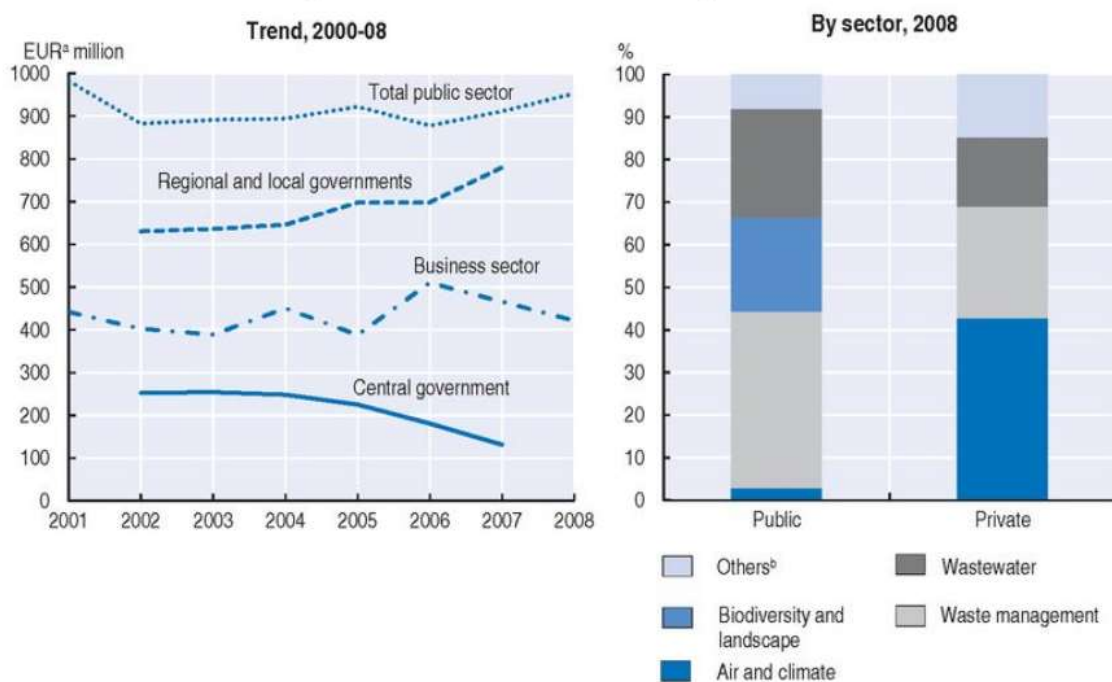 Trend, 2000-08
EURᵃ million
1000
900
800
700
600
500
400
300
200
100
0
2001 2002 2003 2004 2005 2006 2007 2008
Total public sector
Regional and local governments
Business sector
Central government
By sector, 2008
%
100
90
80
70
60
50
40
30
20
10
0
Public Private
Othersᵇ
Wastewater
Biodiversity and
landscape
Waste management
Air and climate